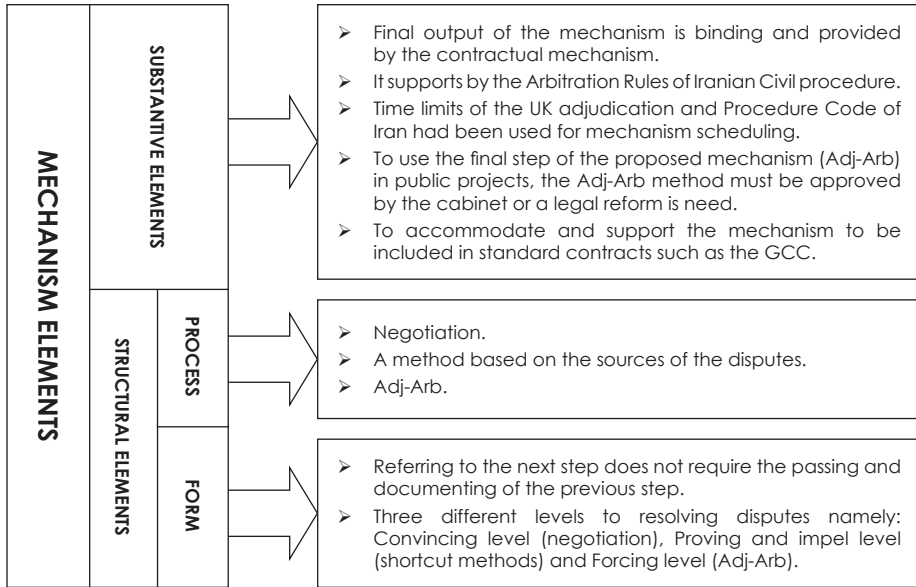 MECHANISM ELEMENTS
SUBSTANTIVE ELEMENTS
➢ Final output of the mechanism is binding and provided
by the contractual mechanism.
➢ It supports by the Arbitration Rules of Iranian Civil procedure.
➢ Time limits of the UK adjudication and Procedure Code of
Iran had been used for mechanism scheduling.
➢ To use the final step of the proposed mechanism (Adj-Arb)
in public projects, the Adj-Arb method must be approved
by the cabinet or a legal reform is need.
➢ To accommodate and support the mechanism to be
included in standard contracts such as the GCC.
STRUCTURAL ELEMENTS
PROCESS
➢ Negotiation.
➢ A method based on the sources of the disputes.
➢ Adj-Arb.
FORM
➢ Referring to the next step does not require the passing and
documenting of the previous step.
➢ Three different levels to resolving disputes namely:
Convincing level (negotiation), Proving and impel level
(shortcut methods) and Forcing level (Adj-Arb).